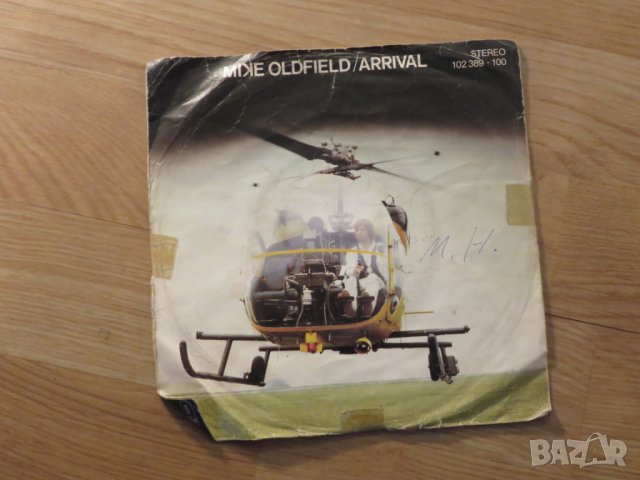 MIKE OLDFIELD/ARRIVAL
STEREO
102 389 - 100
M. H.
BAZAR